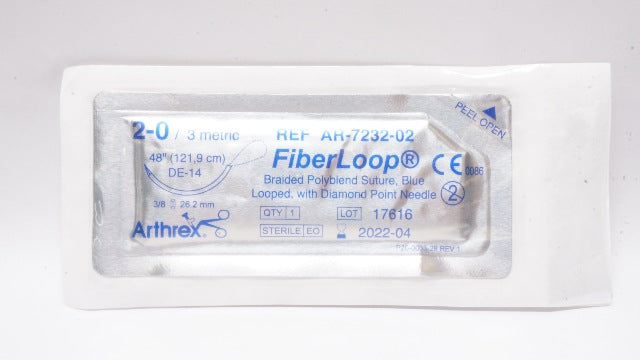 2-0 / 3 metric REF AR-7232-02
PEEL OPEN
48" (121,9 cm) FiberLoop® CE 0086
DE-14 Braided Polyblend Suture, Blue
Looped, with Diamond Point Needle 2
3/8 26.2 mm QTY 1 LOT 17616
Arthrex STERILE EO 2022-04